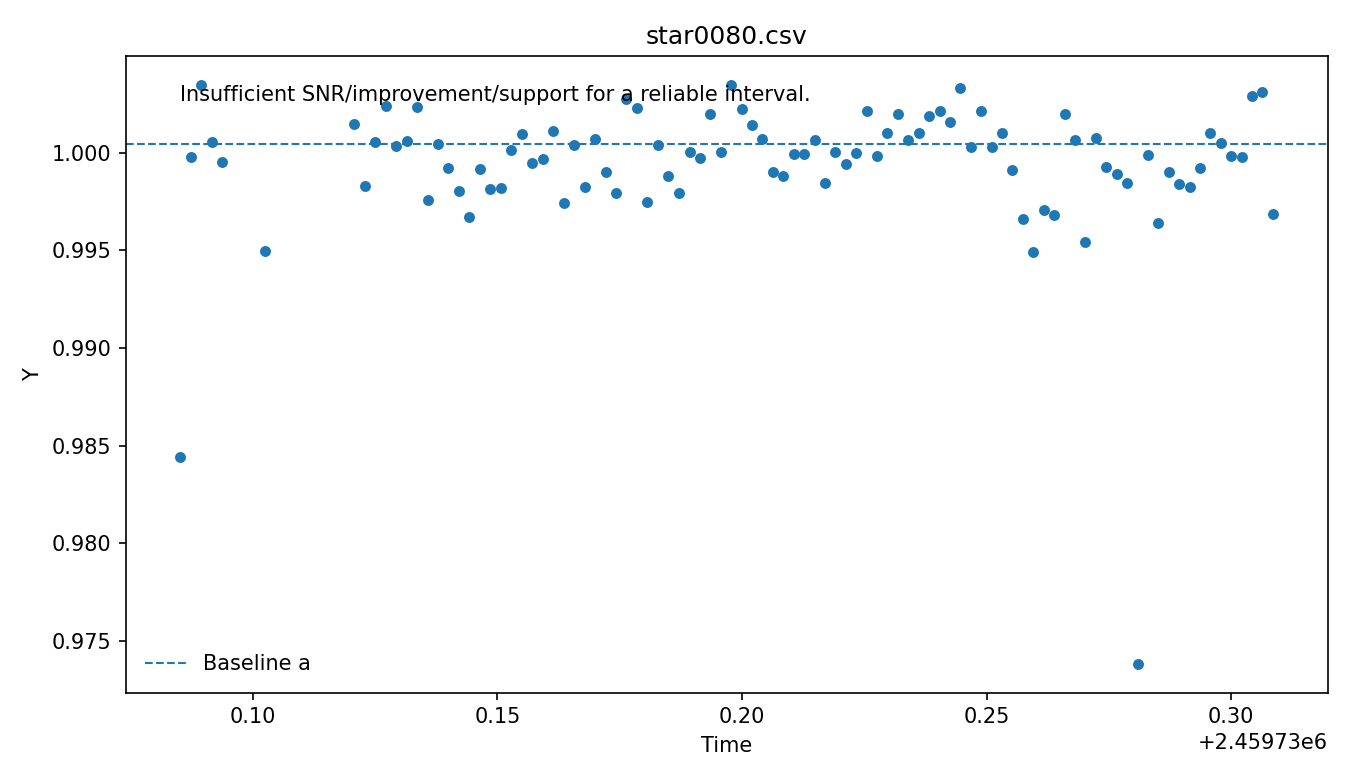 star0080.csv
Insufficient SNR/improvement/support for a reliable interval.
1.000
0.995
0.990
0.985
0.980
0.975
Y
Baseline a
0.10 0.15 0.20 0.25 0.30
Time
+2.45973e6